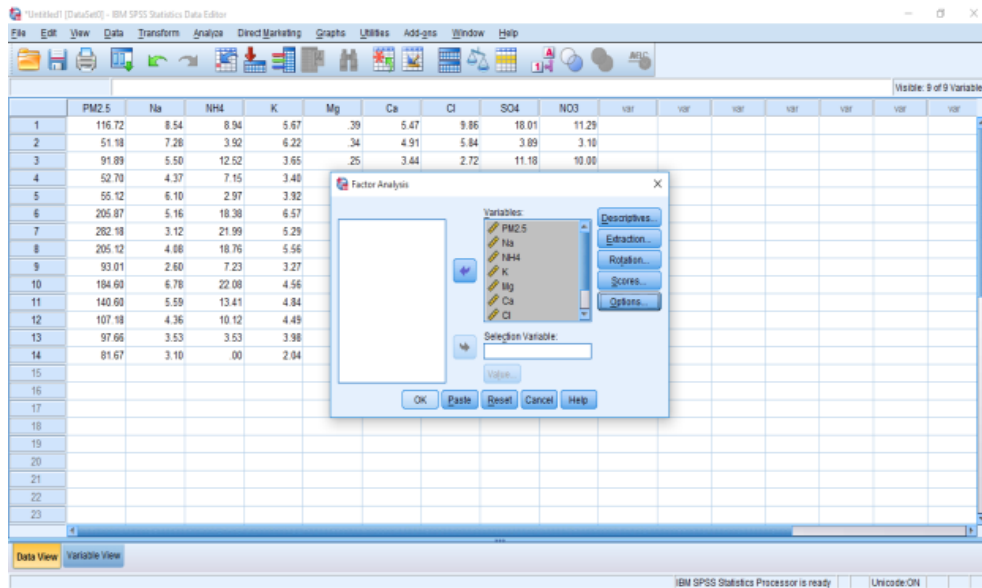 *Untitled1 [DataSet0] - IBM SPSS Statistics Data Editor
File Edit View Data Transform Analyze Direct Marketing Graphs Utilities Add-ons Window Help
Visible: 9 of 9 Variable
PM2.5 Na NH4 K Mg Ca Cl SO4 NO3 var var var var var var
1 116.72 8.54 8.94 5.67 .39 5.47 9.86 18.01 11.29
2 51.18 7.28 3.92 6.22 .34 4.91 5.84 3.89 3.10
3 91.89 5.50 12.52 3.65 .25 3.44 2.72 11.18 10.00
4 52.70 4.37 7.15 3.40
5 55.12 6.10 2.97 3.92
6 205.87 5.16 18.38 6.57
7 282.18 3.12 21.99 5.29
8 205.12 4.08 18.76 5.56
9 93.01 2.60 7.23 3.27
10 184.60 6.78 22.08 4.56
11 140.60 5.59 13.41 4.84
12 107.18 4.36 10.12 4.49
13 97.66 3.53 3.53 3.98
14 81.67 3.10 .00 2.04
15
16
17
18
19
20
21
22
23
Factor Analysis
Variables:
PM2.5
Na
NH4
K
Mg
Ca
Cl
Descriptives...
Extraction...
Rotation...
Scores...
Options...
Selection Variable:
Value...
OK Paste Reset Cancel Help
Data View Variable View
IBM SPSS Statistics Processor is ready Unicode:ON